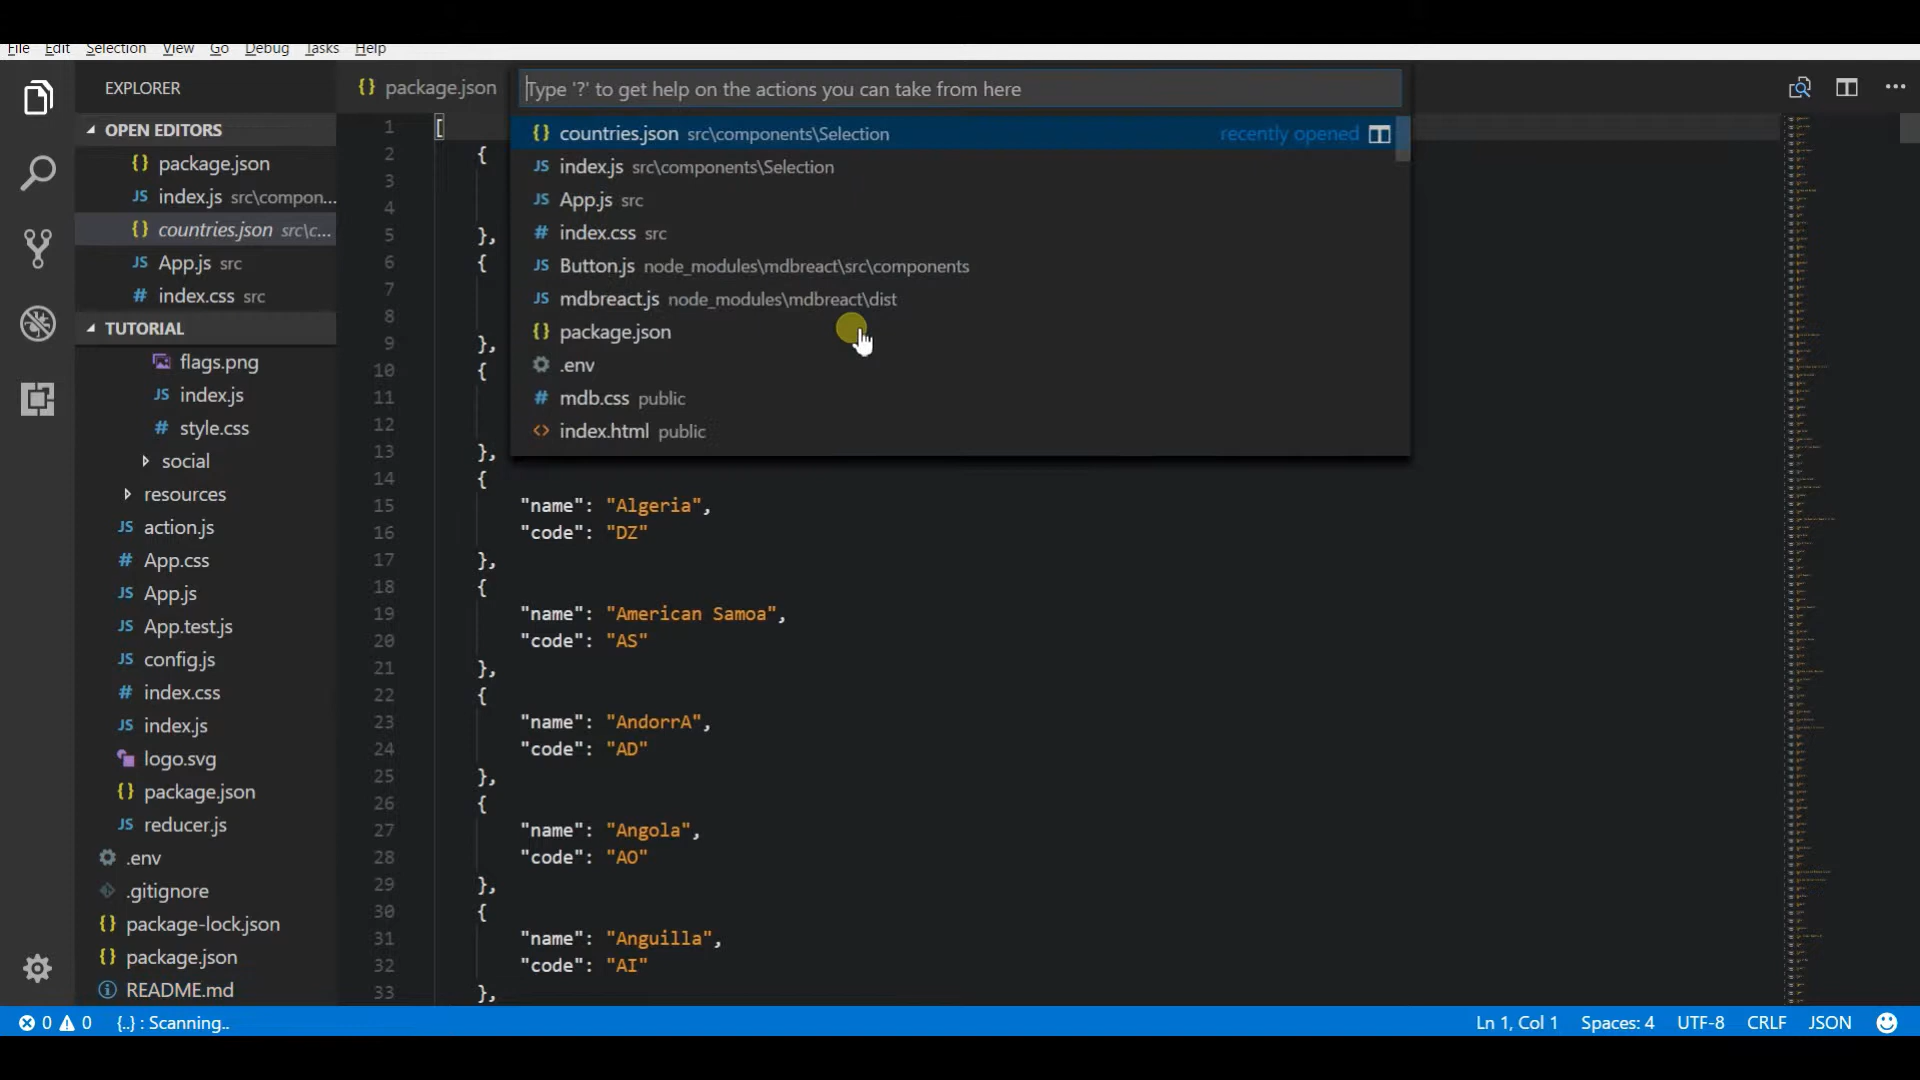 File Edit Selection View Go Debug Tasks Help
EXPLORER
OPEN EDITORS
{} package.json
JS index.js src\compon...
{} countries.json src\c...
JS App.js src
# index.css src
TUTORIAL
flags.png
JS index.js
# style.css
social
resources
JS action.js
# App.css
JS App.js
JS App.test.js
JS config.js
# index.css
JS index.js
logo.svg
{} package.json
JS reducer.js
.env
.gitignore
{} package-lock.json
{} package.json
README.md
{} package.json
Type '?' to get help on the actions you can take from here
{} countries.json src\components\Selection recently opened
JS index.js src\components\Selection
JS App.js src
# index.css src
JS Button.js node_modules\mdbreact\src\components
JS mdbreact.js node_modules\mdbreact\dist
{} package.json
.env
# mdb.css public
<> index.html public
1 [
2 {
3
4
5 },
6 {
7
8
9 },
10 {
11
12
13 },
14 {
15 "name": "Algeria",
16 "code": "DZ"
17 },
18 {
19 "name": "American Samoa",
20 "code": "AS"
21 },
22 {
23 "name": "AndorrA",
24 "code": "AD"
25 },
26 {
27 "name": "Angola",
28 "code": "AO"
29 },
30 {
31 "name": "Anguilla",
32 "code": "AI"
33 },
0 0 {..} : Scanning.. Ln 1, Col 1 Spaces: 4 UTF-8 CRLF JSON